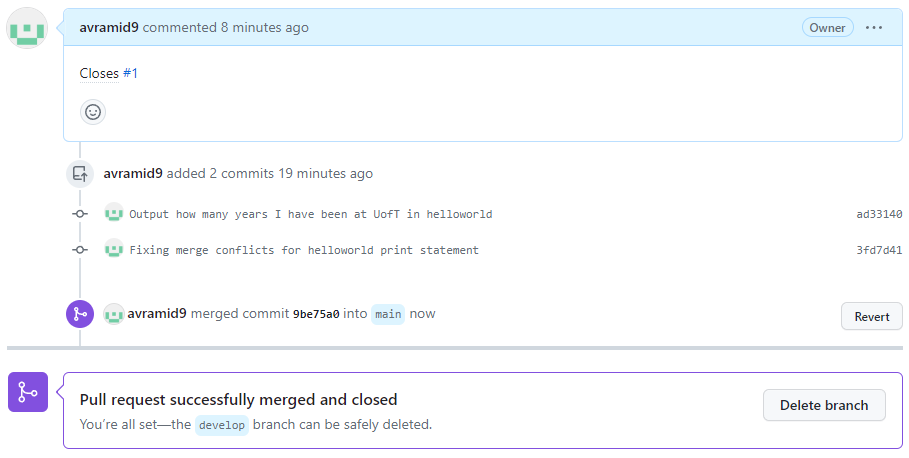 avramid9 commented 8 minutes ago Owner
Closes #1
avramid9 added 2 commits 19 minutes ago
Output how many years I have been at UofT in helloworld ad33140
Fixing merge conflicts for helloworld print statement 3fd7d41
avramid9 merged commit 9be75a0 into main now Revert
Pull request successfully merged and closed
You're all set—the develop branch can be safely deleted.
Delete branch